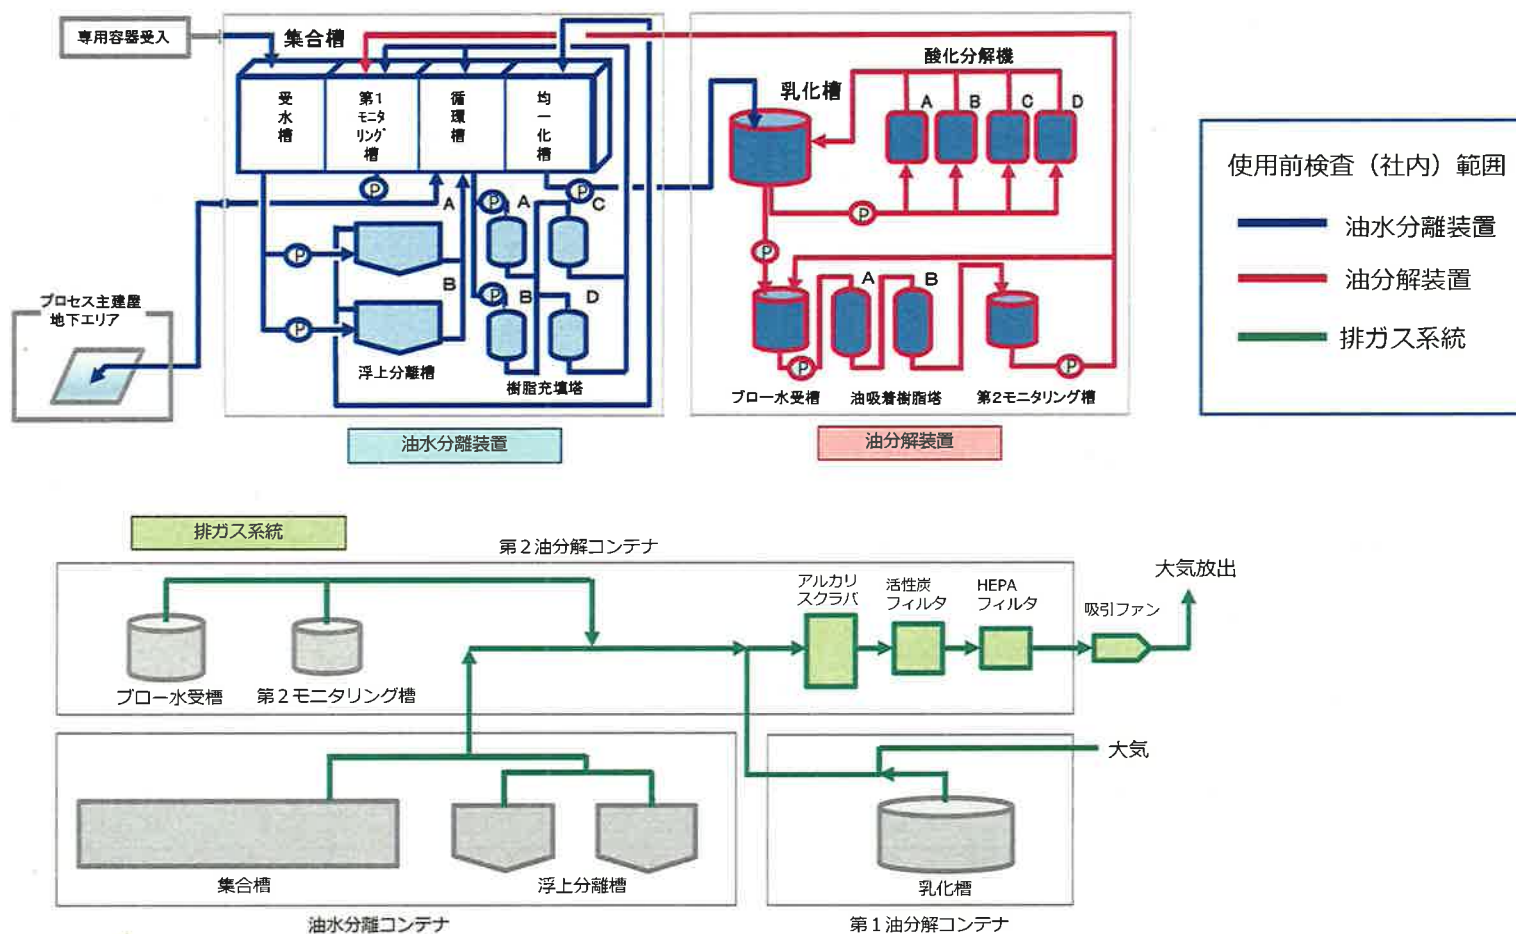 専用容器受入
集合槽
受水槽
第1モニタリング槽
循環槽
均一化槽
P
A
P
A
P
C
P
B
P
B
D
P
浮上分離槽
樹脂充填塔
プロセス主建屋
地下エリア
油水分離装置
乳化槽
酸化分解機
A
B
C
D
P
P
A
B
P
P
ブロー水受槽
油吸着樹脂塔
第2モニタリング槽
油分解装置
使用前検査（社内）範囲
油水分離装置
油分解装置
排ガス系統
排ガス系統
第２油分解コンテナ
ブロー水受槽
第２モニタリング槽
アルカリ
スクラバ
活性炭
フィルタ
HEPA
フィルタ
吸引ファン
大気放出
集合槽
浮上分離槽
油水分離コンテナ
大気
乳化槽
第１油分解コンテナ